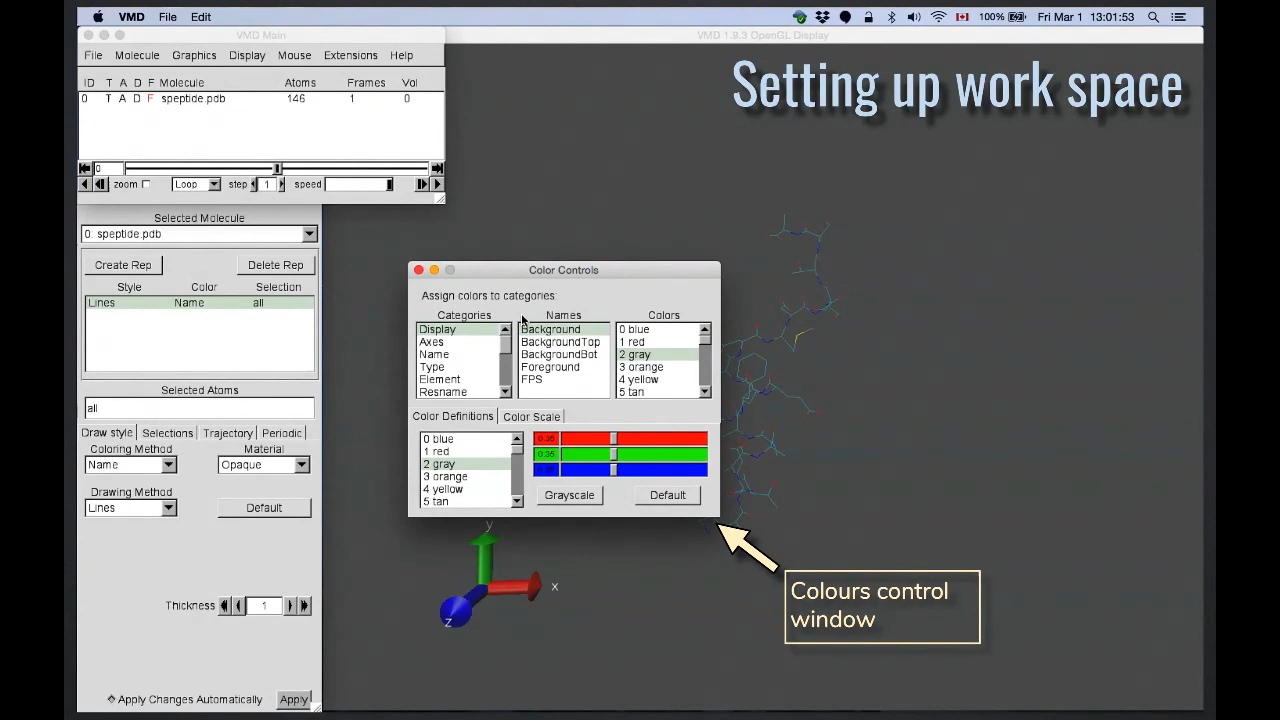 VMD File Edit 100% Fri Mar 1 13:01:53
VMD Main
VMD 1.9.3 OpenGL Display
File Molecule Graphics Display Mouse Extensions Help
ID T A D F Molecule Atoms Frames Vol
0 T A D F speptide.pdb 146 1 0
0
zoom Loop step 1 speed
Setting up work space
Selected Molecule
0: speptide.pdb
Create Rep Delete Rep
Style Color Selection
Lines Name all
Selected Atoms
all
Draw style Selections Trajectory Periodic
Coloring Method Material
Name Opaque
Drawing Method
Lines Default
Thickness 1
Apply Changes Automatically Apply
Color Controls
Assign colors to categories:
Categories Names Colors
Display Background 0 blue
Axes BackgroundTop 1 red
Name BackgroundBot 2 gray
Type Foreground 3 orange
Element FPS 4 yellow
Resname 5 tan
Color Definitions Color Scale
0 blue 0.35
1 red 0.35
2 gray 0.35
3 orange
4 yellow Grayscale Default
5 tan
y
x
z
Colours control
window